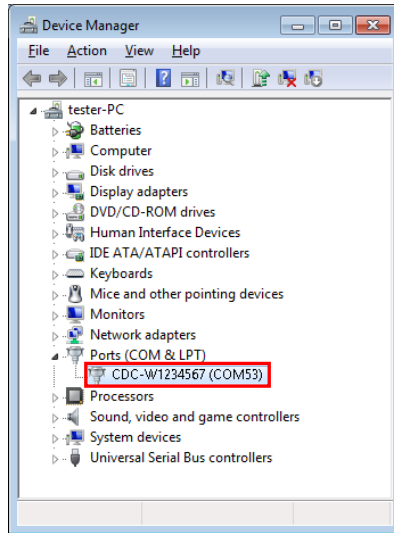 Device Manager
File Action View Help
tester-PC
Batteries
Computer
Disk drives
Display adapters
DVD/CD-ROM drives
Human Interface Devices
IDE ATA/ATAPI controllers
Keyboards
Mice and other pointing devices
Monitors
Network adapters
Ports (COM & LPT)
CDC-W1234567 (COM53)
Processors
Sound, video and game controllers
System devices
Universal Serial Bus controllers